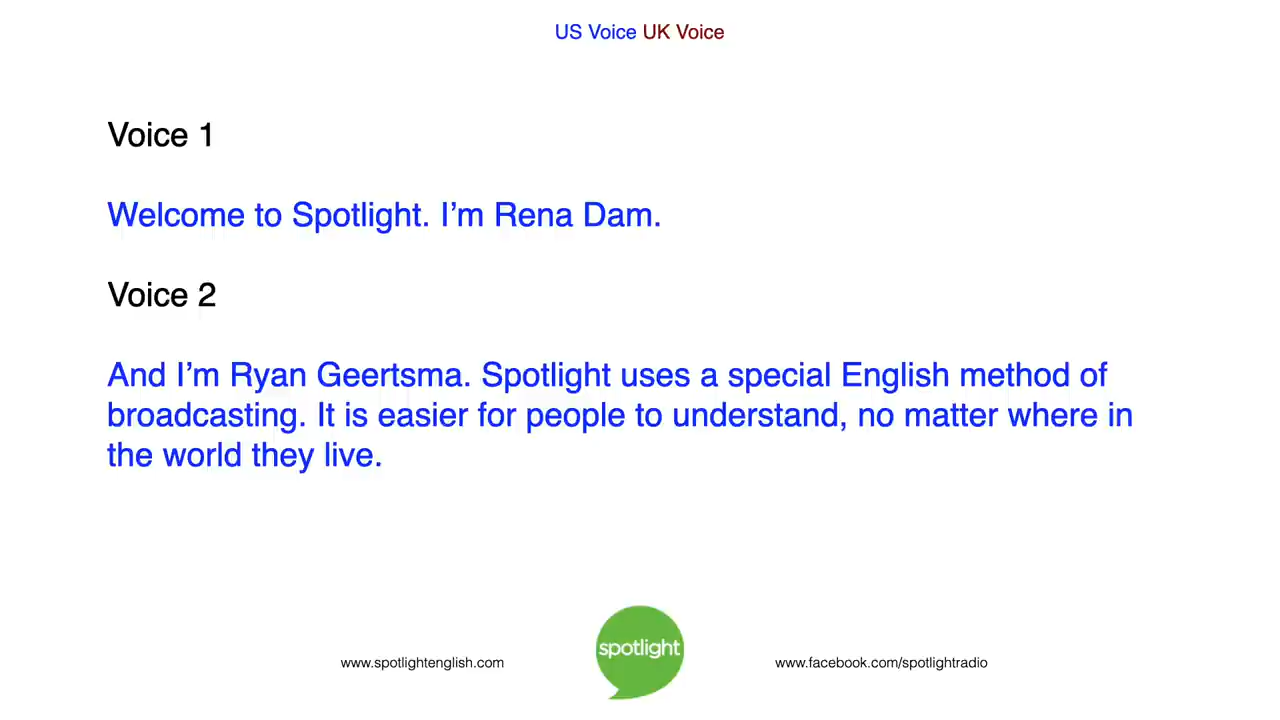 US Voice UK Voice
Voice 1
Welcome to Spotlight. I’m Rena Dam.
Voice 2
And I’m Ryan Geertsma. Spotlight uses a special English method of
broadcasting. It is easier for people to understand, no matter where in
the world they live.
spotlight
www.spotlightenglish.com
www.facebook.com/spotlightradio